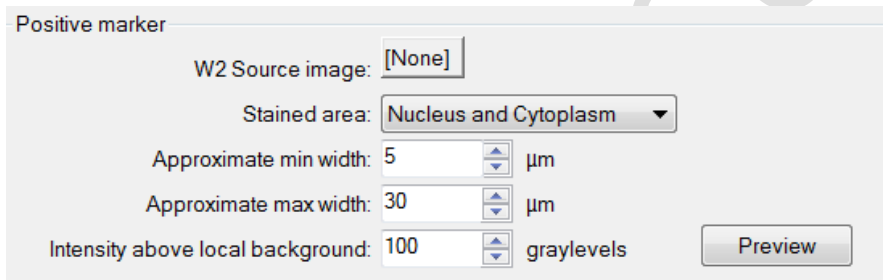 Positive marker
W2 Source image: [None]
Stained area: Nucleus and Cytoplasm
Approximate min width: 5 µm
Approximate max width: 30 µm
Intensity above local background: 100 graylevels Preview